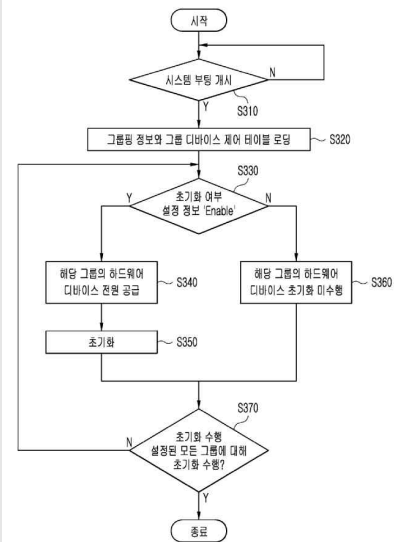 시작
시스템 부팅 개시
N
Y
S310
그룹핑 정보와 그룹 디바이스 제어 테이블 로딩
S320
S330
Y
초기화 여부
설정 정보 'Enable'
N
해당 그룹의 하드웨어
디바이스 전원 공급
S340
해당 그룹의 하드웨어
디바이스 초기화 미수행
S360
초기화
S350
S370
N
초기화 수행
설정된 모든 그룹에 대해
초기화 수행?
Y
종료